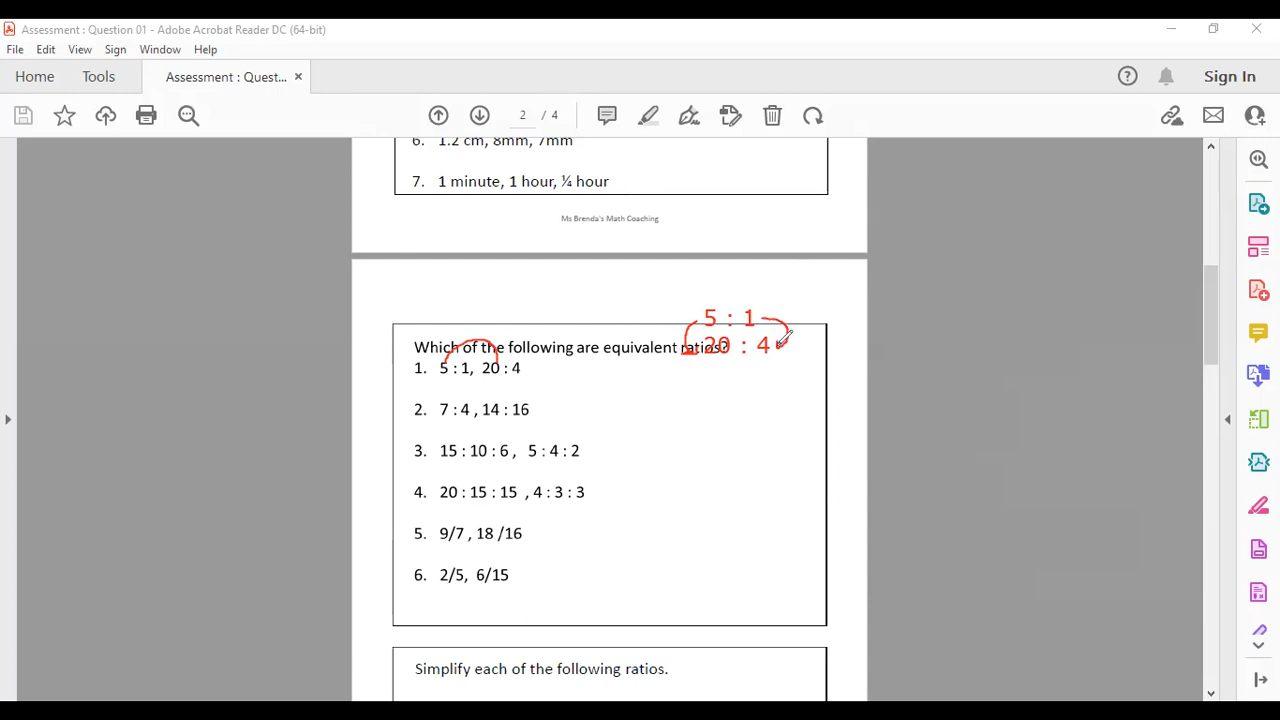 Assessment : Question 01 - Adobe Acrobat Reader DC (64-bit)
File Edit View Sign Window Help
Home Tools Assessment : Quest... × Sign In
2 / 4
6. 1.2 cm, 8mm, 7mm
7. 1 minute, 1 hour, ¼ hour
Ms Brenda's Math Coaching
5 : 1
Which of the following are equivalent ratios? 20 : 4
1. 5 : 1, 20 : 4
2. 7 : 4 , 14 : 16
3. 15 : 10 : 6 , 5 : 4 : 2
4. 20 : 15 : 15 , 4 : 3 : 3
5. 9/7 , 18 /16
6. 2/5, 6/15
Simplify each of the following ratios.